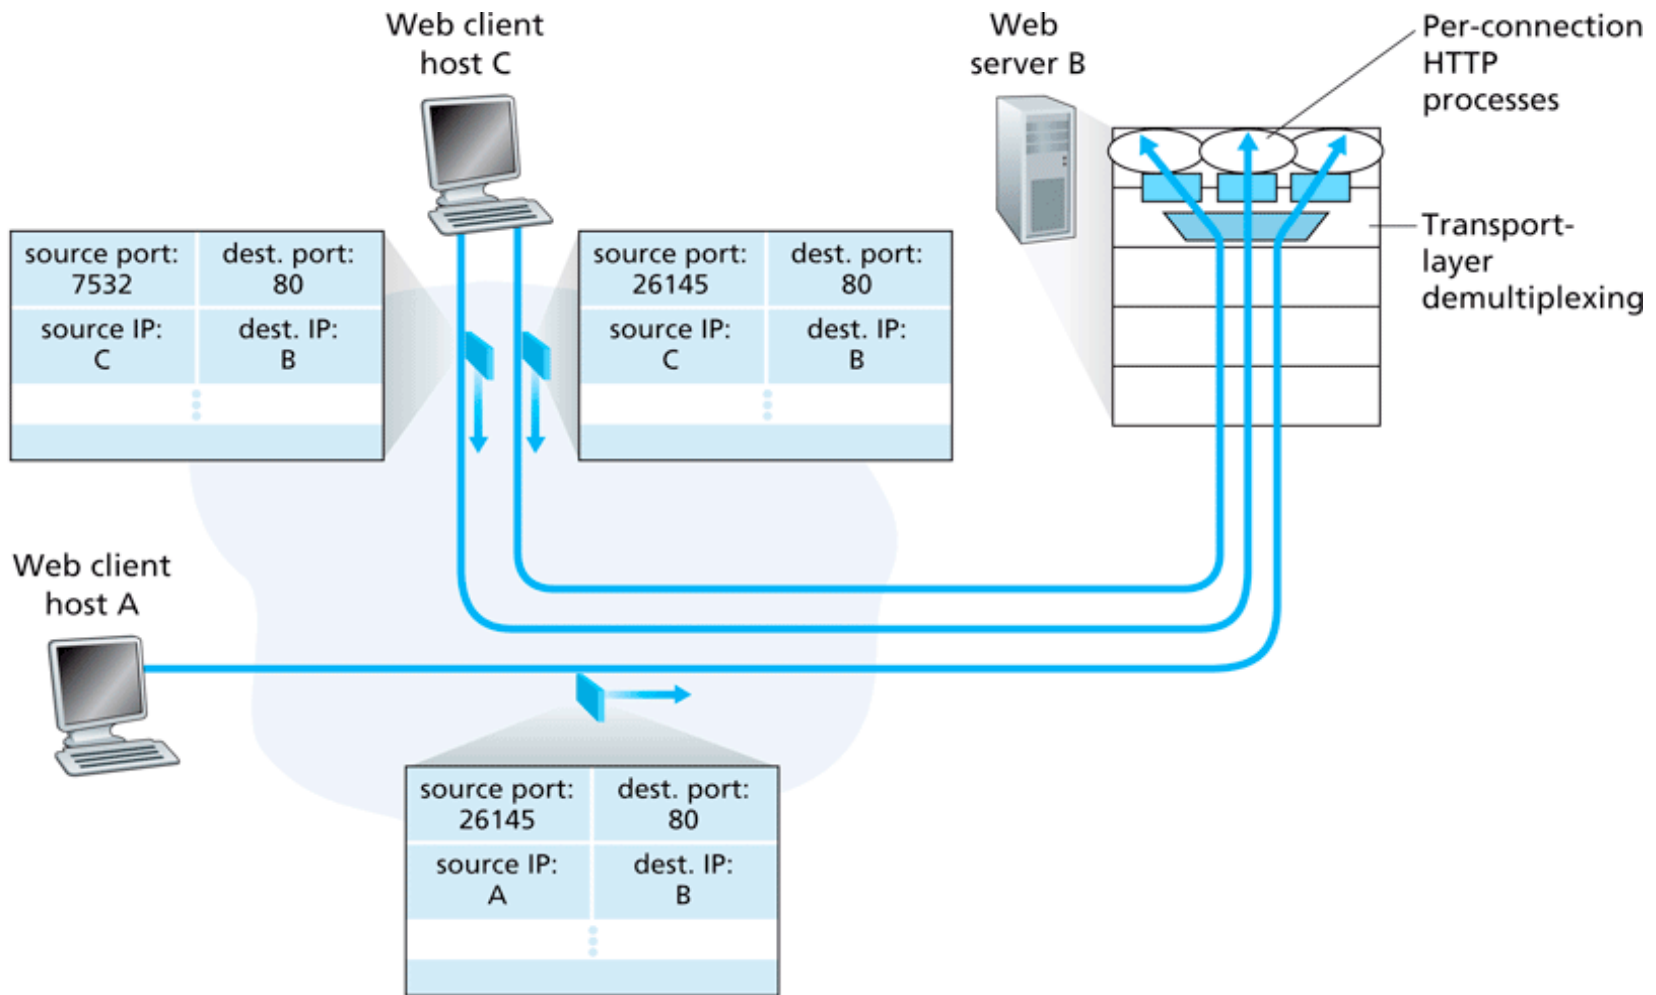 Web client
host C
Web
server B
Per-connection
HTTP
processes
Transport-
layer
demultiplexing
source port:
7532
dest. port:
80
source IP:
C
dest. IP:
B
source port:
26145
dest. port:
80
source IP:
C
dest. IP:
B
Web client
host A
source port:
26145
dest. port:
80
source IP:
A
dest. IP:
B